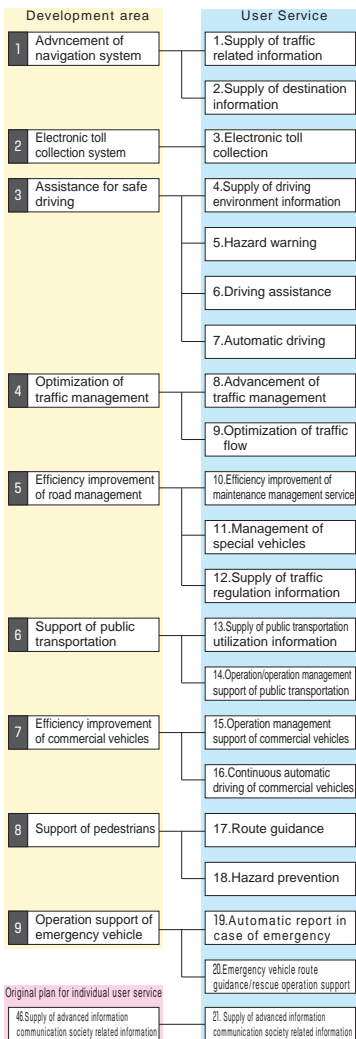 Development area
User Service
1
Advncement of
navigation system
1.Supply of traffic
related information
2.Supply of destination
information
2
Electronic toll
collection system
3.Electronic toll
collection
3
Assistance for safe
driving
4.Supply of driving
environment information
5.Hazard warning
6.Driving assistance
7.Automatic driving
4
Optimization of
traffic management
8.Advancement of
traffic management
9.Optimization of traffic
flow
5
Efficiency improvement
of road management
10.Efficiency improvement of
maintenance management service
11.Management of
special vehicles
12.Supply of traffic
regulation information
6
Support of public
transportation
13.Supply of public transportation
utilization information
14.Operation/operation management
support of public transportation
7
Efficiency improvement
of commercial vehicles
15.Operation management
support of commercial vehicles
16.Continuous automatic
driving of commercial vehicles
8
Support of pedestrians
17.Route guidance
18.Hazard prevention
9
Operation support of
emergency vehicle
19.Automatic report in
case of emergency
20.Emergency vehicle route
guidance/rescue operation support
Original plan for individual user service
46.Supply of advanced information
communication society related information
21. Supply of advanced information
communication society related information